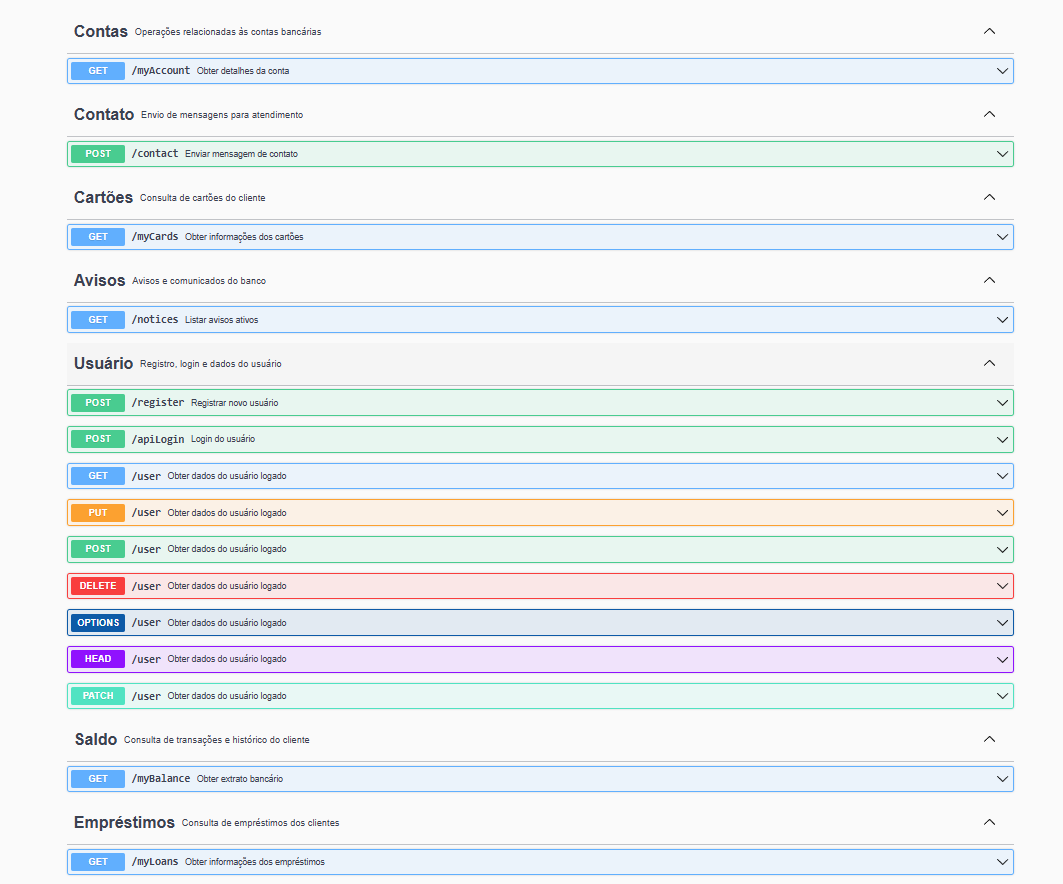 Contas Operações relacionadas às contas bancárias
GET /myAccount Obter detalhes da conta
Contato Envio de mensagens para atendimento
POST /contact Enviar mensagem de contato
Cartões Consulta de cartões do cliente
GET /myCards Obter informações dos cartões
Avisos Avisos e comunicados do banco
GET /notices Listar avisos ativos
Usuário Registro, login e dados do usuário
POST /register Registrar novo usuário
POST /apiLogin Login do usuário
GET /user Obter dados do usuário logado
PUT /user Obter dados do usuário logado
POST /user Obter dados do usuário logado
DELETE /user Obter dados do usuário logado
OPTIONS /user Obter dados do usuário logado
HEAD /user Obter dados do usuário logado
PATCH /user Obter dados do usuário logado
Saldo Consulta de transações e histórico do cliente
GET /myBalance Obter extrato bancário
Empréstimos Consulta de empréstimos dos clientes
GET /myLoans Obter informações dos empréstimos